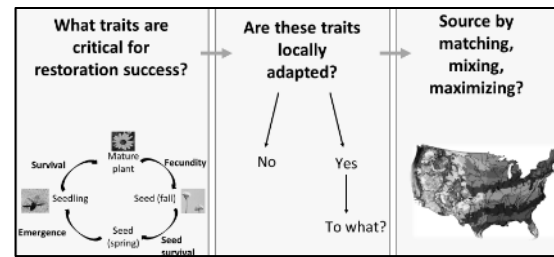 What traits are
critical for
restoration success?
Mature
plant
Survival
Fecundity
Seedling
Seed (fall)
Emergence
Seed
(spring)
Seed
survival
Are these traits
locally
adapted?
No
Yes
To what?
Source by
matching,
mixing,
maximizing?